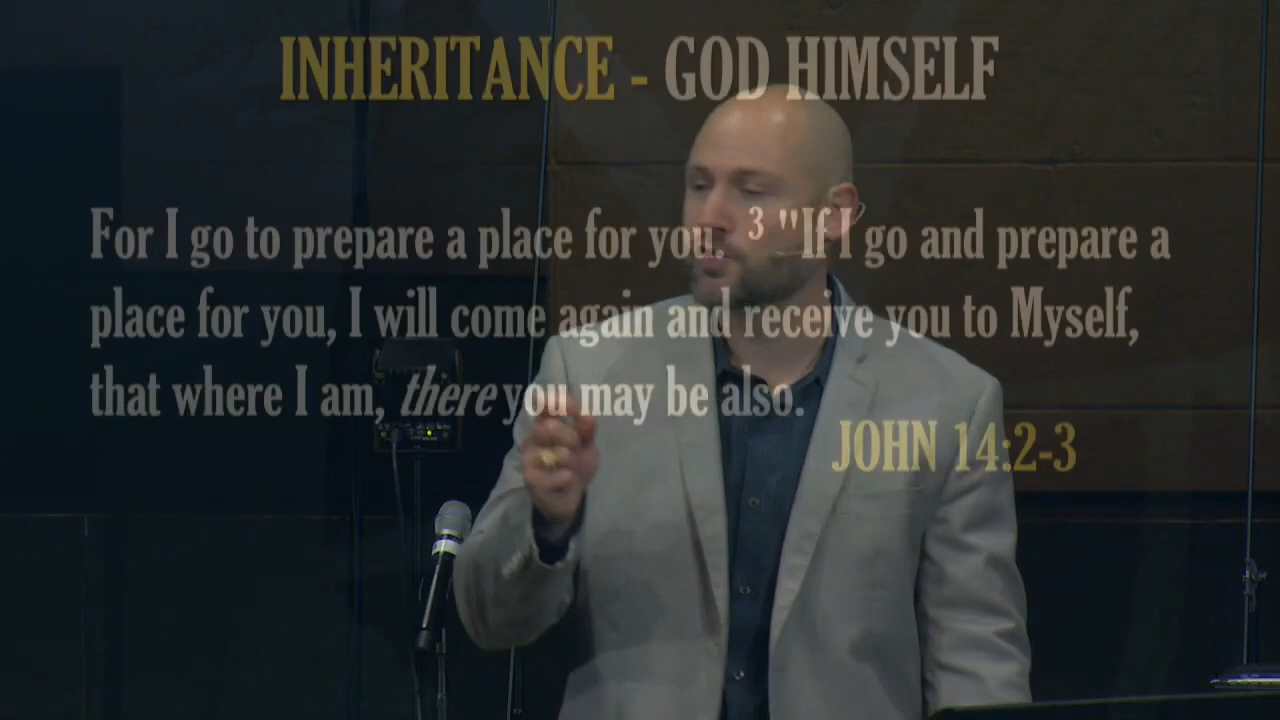 INHERITANCE - GOD HIMSELF
For I go to prepare a place for you. 3 "If I go and prepare a
place for you, I will come again and receive you to Myself,
that where I am, there you may be also.
JOHN 14:2-3